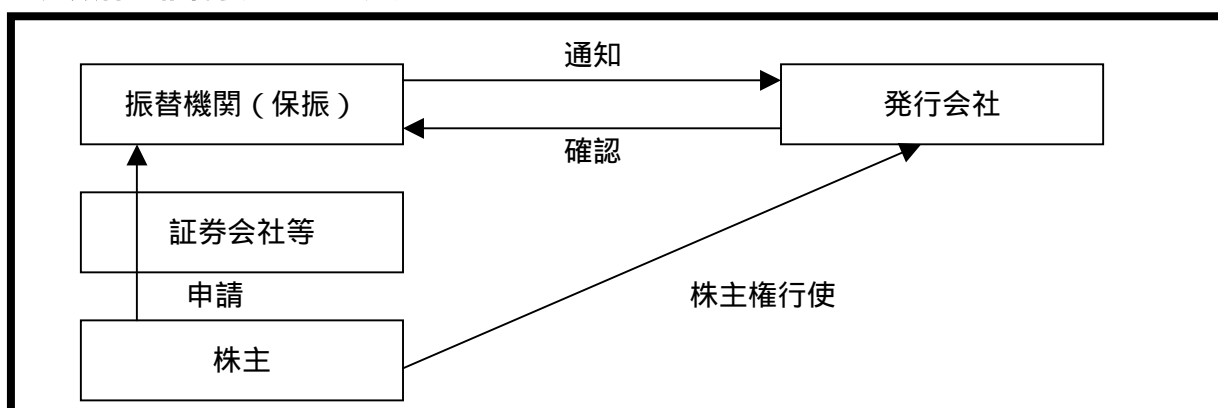 通知
振替機関（保振）
発行会社
確認
証券会社等
申請
株主権行使
株主